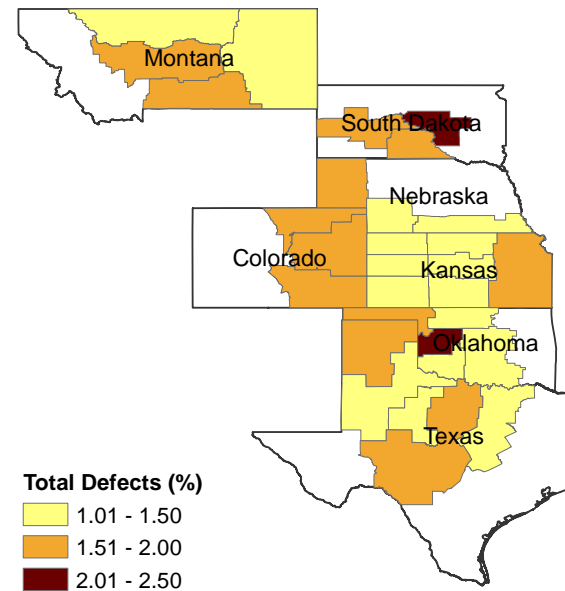 Montana
South Dakota
Nebraska
Colorado
Kansas
Oklahoma
Texas
Total Defects (%)
1.01 - 1.50
1.51 - 2.00
2.01 - 2.50